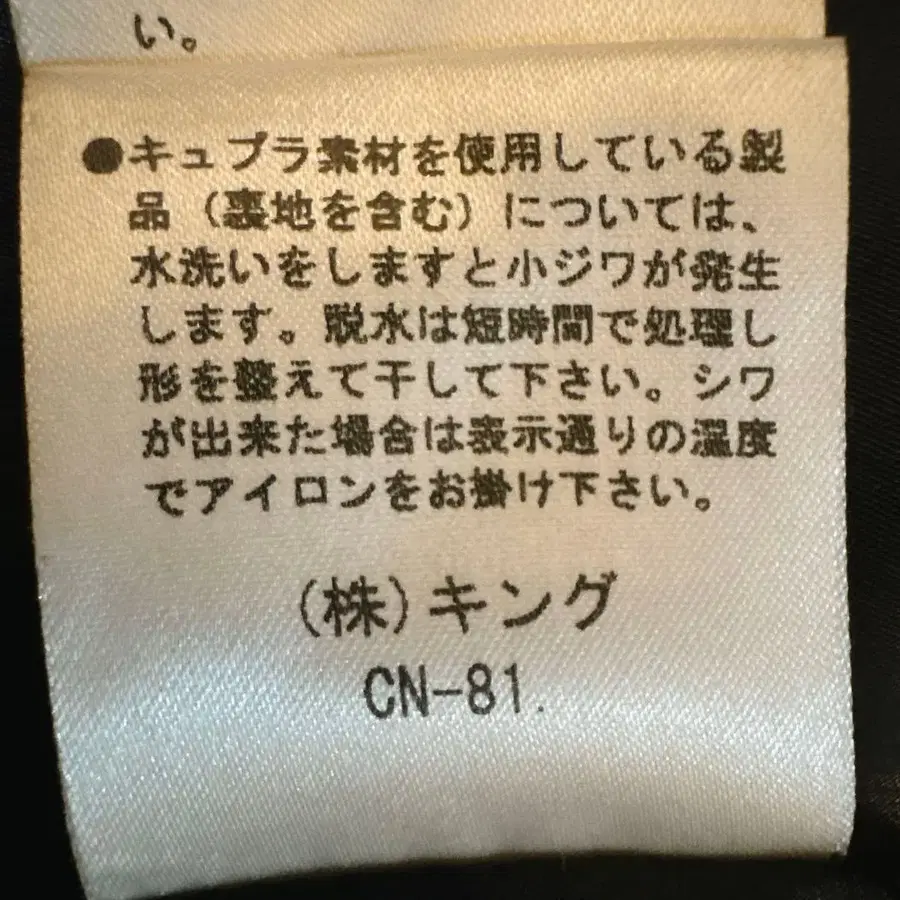 い。
●キュプラ素材を使用している製
品（裏地を含む）については、
水洗いをしますと小ジワが発生
します。脱水は短時間で処理し
形を整えて干して下さい。シワ
が出来た場合は表示通りの温度
でアイロンをお掛け下さい。
(株)キング
CN-81.